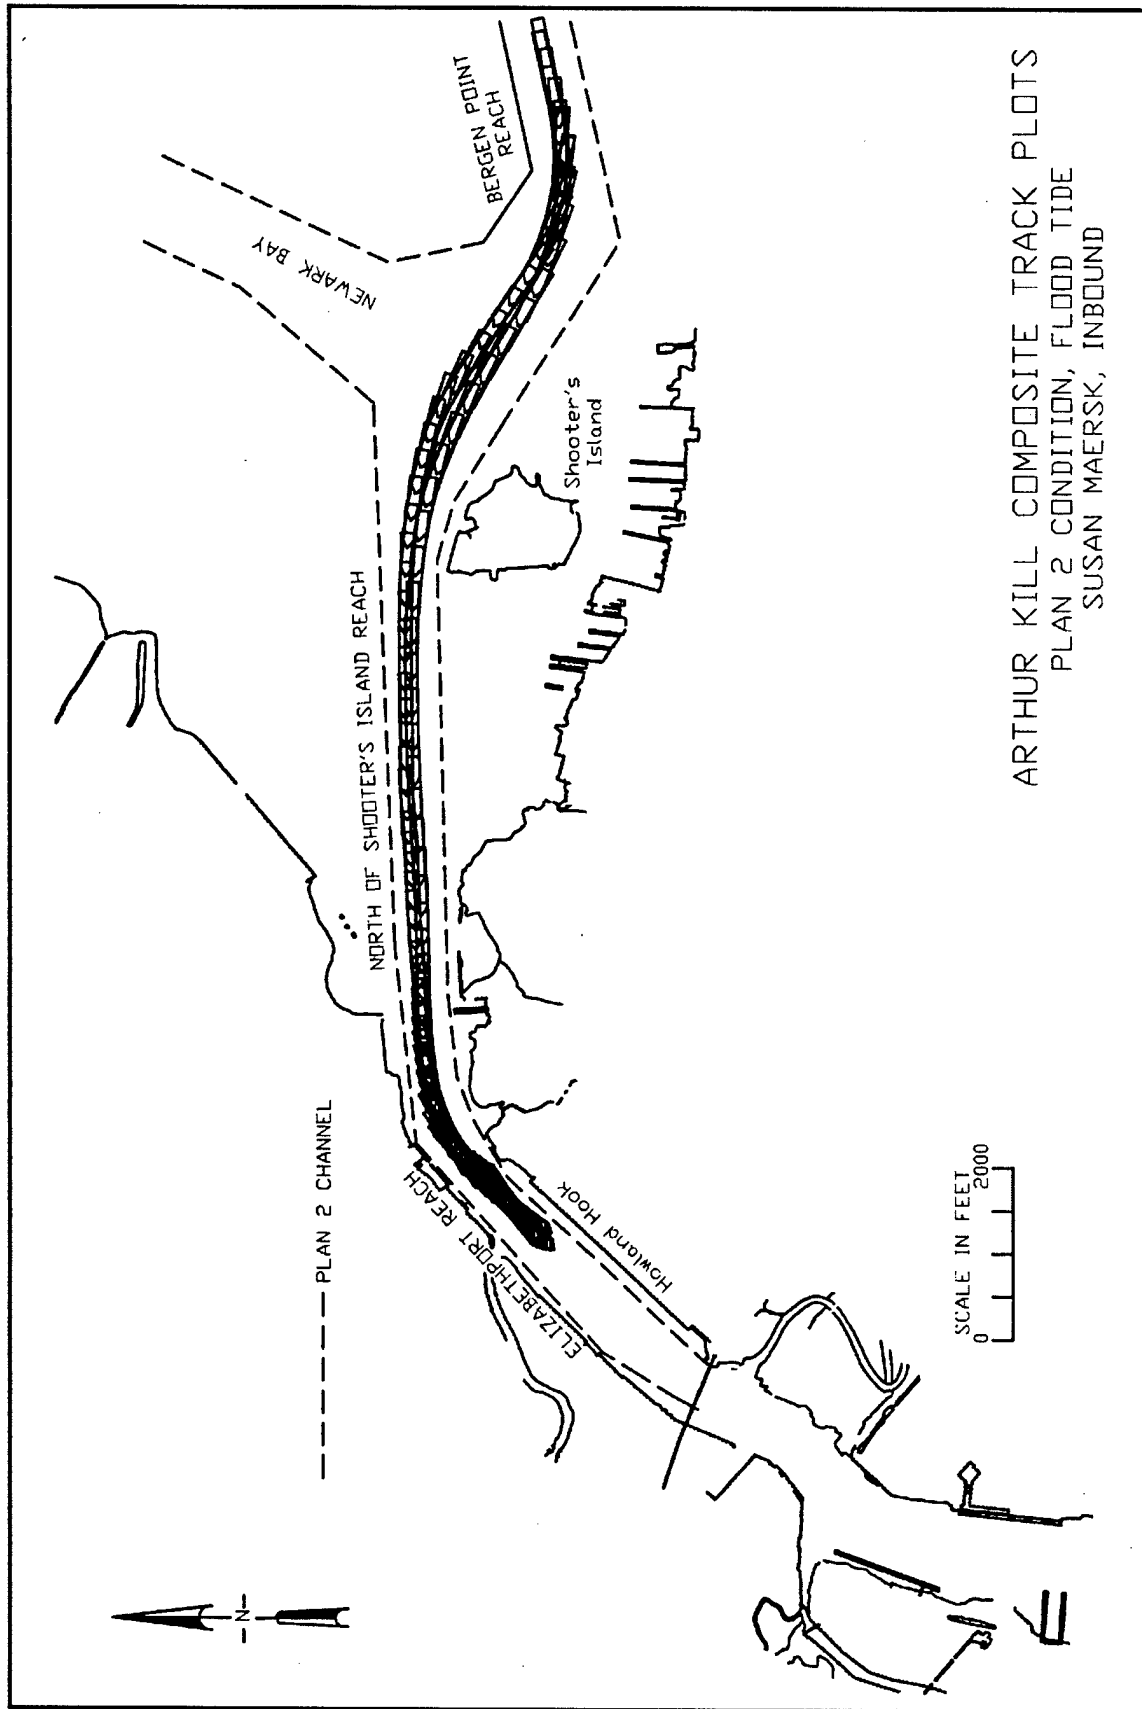 BERGEN POINT
REACH
NEWARK BAY
Shooter's
Island
NORTH OF SHOOTER'S ISLAND REACH
PLAN 2 CHANNEL
ELIZABETHPORT REACH
Howland Hook
SCALE IN FEET
0 2000
N
ARTHUR KILL COMPOSITE TRACK PLOTS
PLAN 2 CONDITION, FLOOD TIDE
SUSAN MAERSK, INBOUND